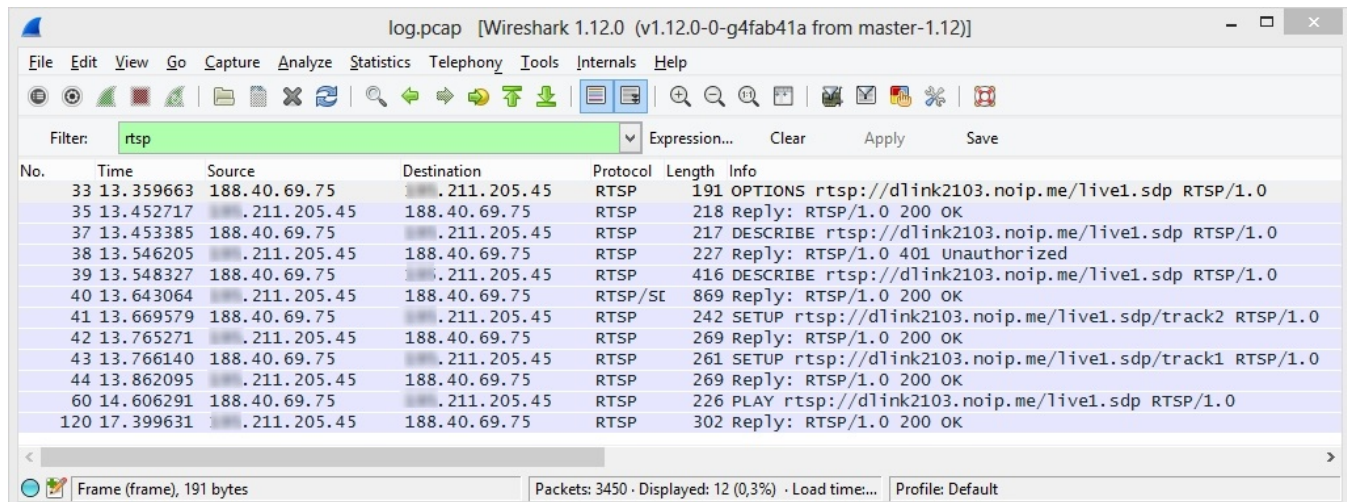 log.pcap [Wireshark 1.12.0 (v1.12.0-0-g4fab41a from master-1.12)]
File Edit View Go Capture Analyze Statistics Telephony Tools Internals Help
Filter: rtsp Expression... Clear Apply Save
No. Time Source Destination Protocol Length Info
33 13.359663 188.40.69.75 .211.205.45 RTSP 191 OPTIONS rtsp://dlink2103.noip.me/live1.sdp RTSP/1.0
35 13.452717 .211.205.45 188.40.69.75 RTSP 218 Reply: RTSP/1.0 200 OK
37 13.453385 188.40.69.75 .211.205.45 RTSP 217 DESCRIBE rtsp://dlink2103.noip.me/live1.sdp RTSP/1.0
38 13.546205 .211.205.45 188.40.69.75 RTSP 227 Reply: RTSP/1.0 401 Unauthorized
39 13.548327 188.40.69.75 .211.205.45 RTSP 416 DESCRIBE rtsp://dlink2103.noip.me/live1.sdp RTSP/1.0
40 13.643064 .211.205.45 188.40.69.75 RTSP/SD 869 Reply: RTSP/1.0 200 OK
41 13.669579 188.40.69.75 .211.205.45 RTSP 242 SETUP rtsp://dlink2103.noip.me/live1.sdp/track2 RTSP/1.0
42 13.765271 .211.205.45 188.40.69.75 RTSP 269 Reply: RTSP/1.0 200 OK
43 13.766140 188.40.69.75 .211.205.45 RTSP 261 SETUP rtsp://dlink2103.noip.me/live1.sdp/track1 RTSP/1.0
44 13.862095 .211.205.45 188.40.69.75 RTSP 269 Reply: RTSP/1.0 200 OK
60 14.606291 188.40.69.75 .211.205.45 RTSP 226 PLAY rtsp://dlink2103.noip.me/live1.sdp RTSP/1.0
120 17.399631 .211.205.45 188.40.69.75 RTSP 302 Reply: RTSP/1.0 200 OK
Frame (frame), 191 bytes Packets: 3450 · Displayed: 12 (0,3%) · Load time:... Profile: Default